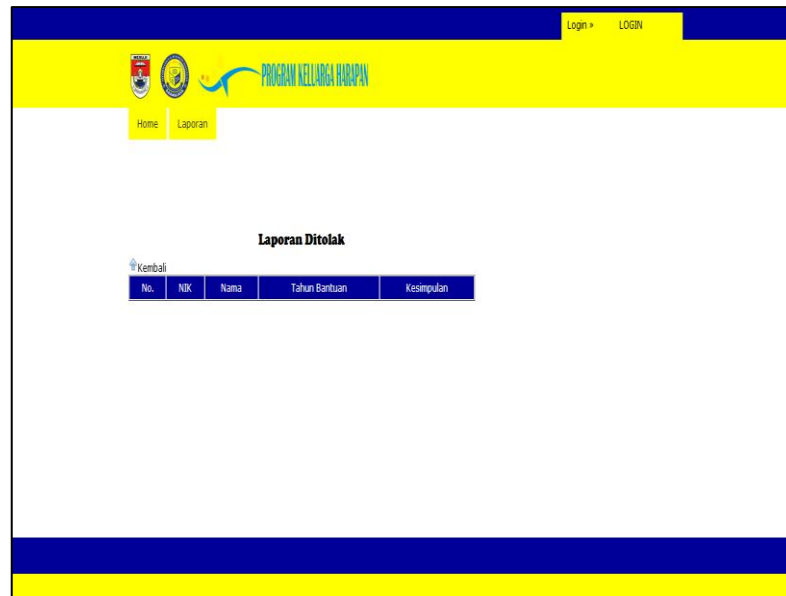 Login » LOGIN
PROGRAM KELUARGA HARAPAN
Home Laporan
Laporan Ditolak
Kembali
No. NIK Nama Tahun Bantuan Kesimpulan